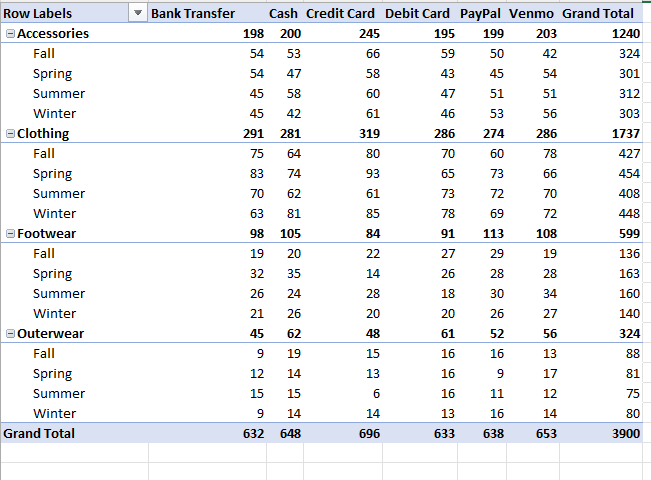 Row Labels Bank Transfer Cash Credit Card Debit Card PayPal Venmo Grand Total
Accessories 198 200 245 195 199 203 1240
Fall 54 53 66 59 50 42 324
Spring 54 47 58 43 45 54 301
Summer 45 58 60 47 51 51 312
Winter 45 42 61 46 53 56 303
Clothing 291 281 319 286 274 286 1737
Fall 75 64 80 70 60 78 427
Spring 83 74 93 65 73 66 454
Summer 70 62 61 73 72 70 408
Winter 63 81 85 78 69 72 448
Footwear 98 105 84 91 113 108 599
Fall 19 20 22 27 29 19 136
Spring 32 35 14 26 28 28 163
Summer 26 24 28 18 30 34 160
Winter 21 26 20 20 26 27 140
Outerwear 45 62 48 61 52 56 324
Fall 9 19 15 16 16 13 88
Spring 12 14 13 16 9 17 81
Summer 15 15 6 16 11 12 75
Winter 9 14 14 13 16 14 80
Grand Total 632 648 696 633 638 653 3900